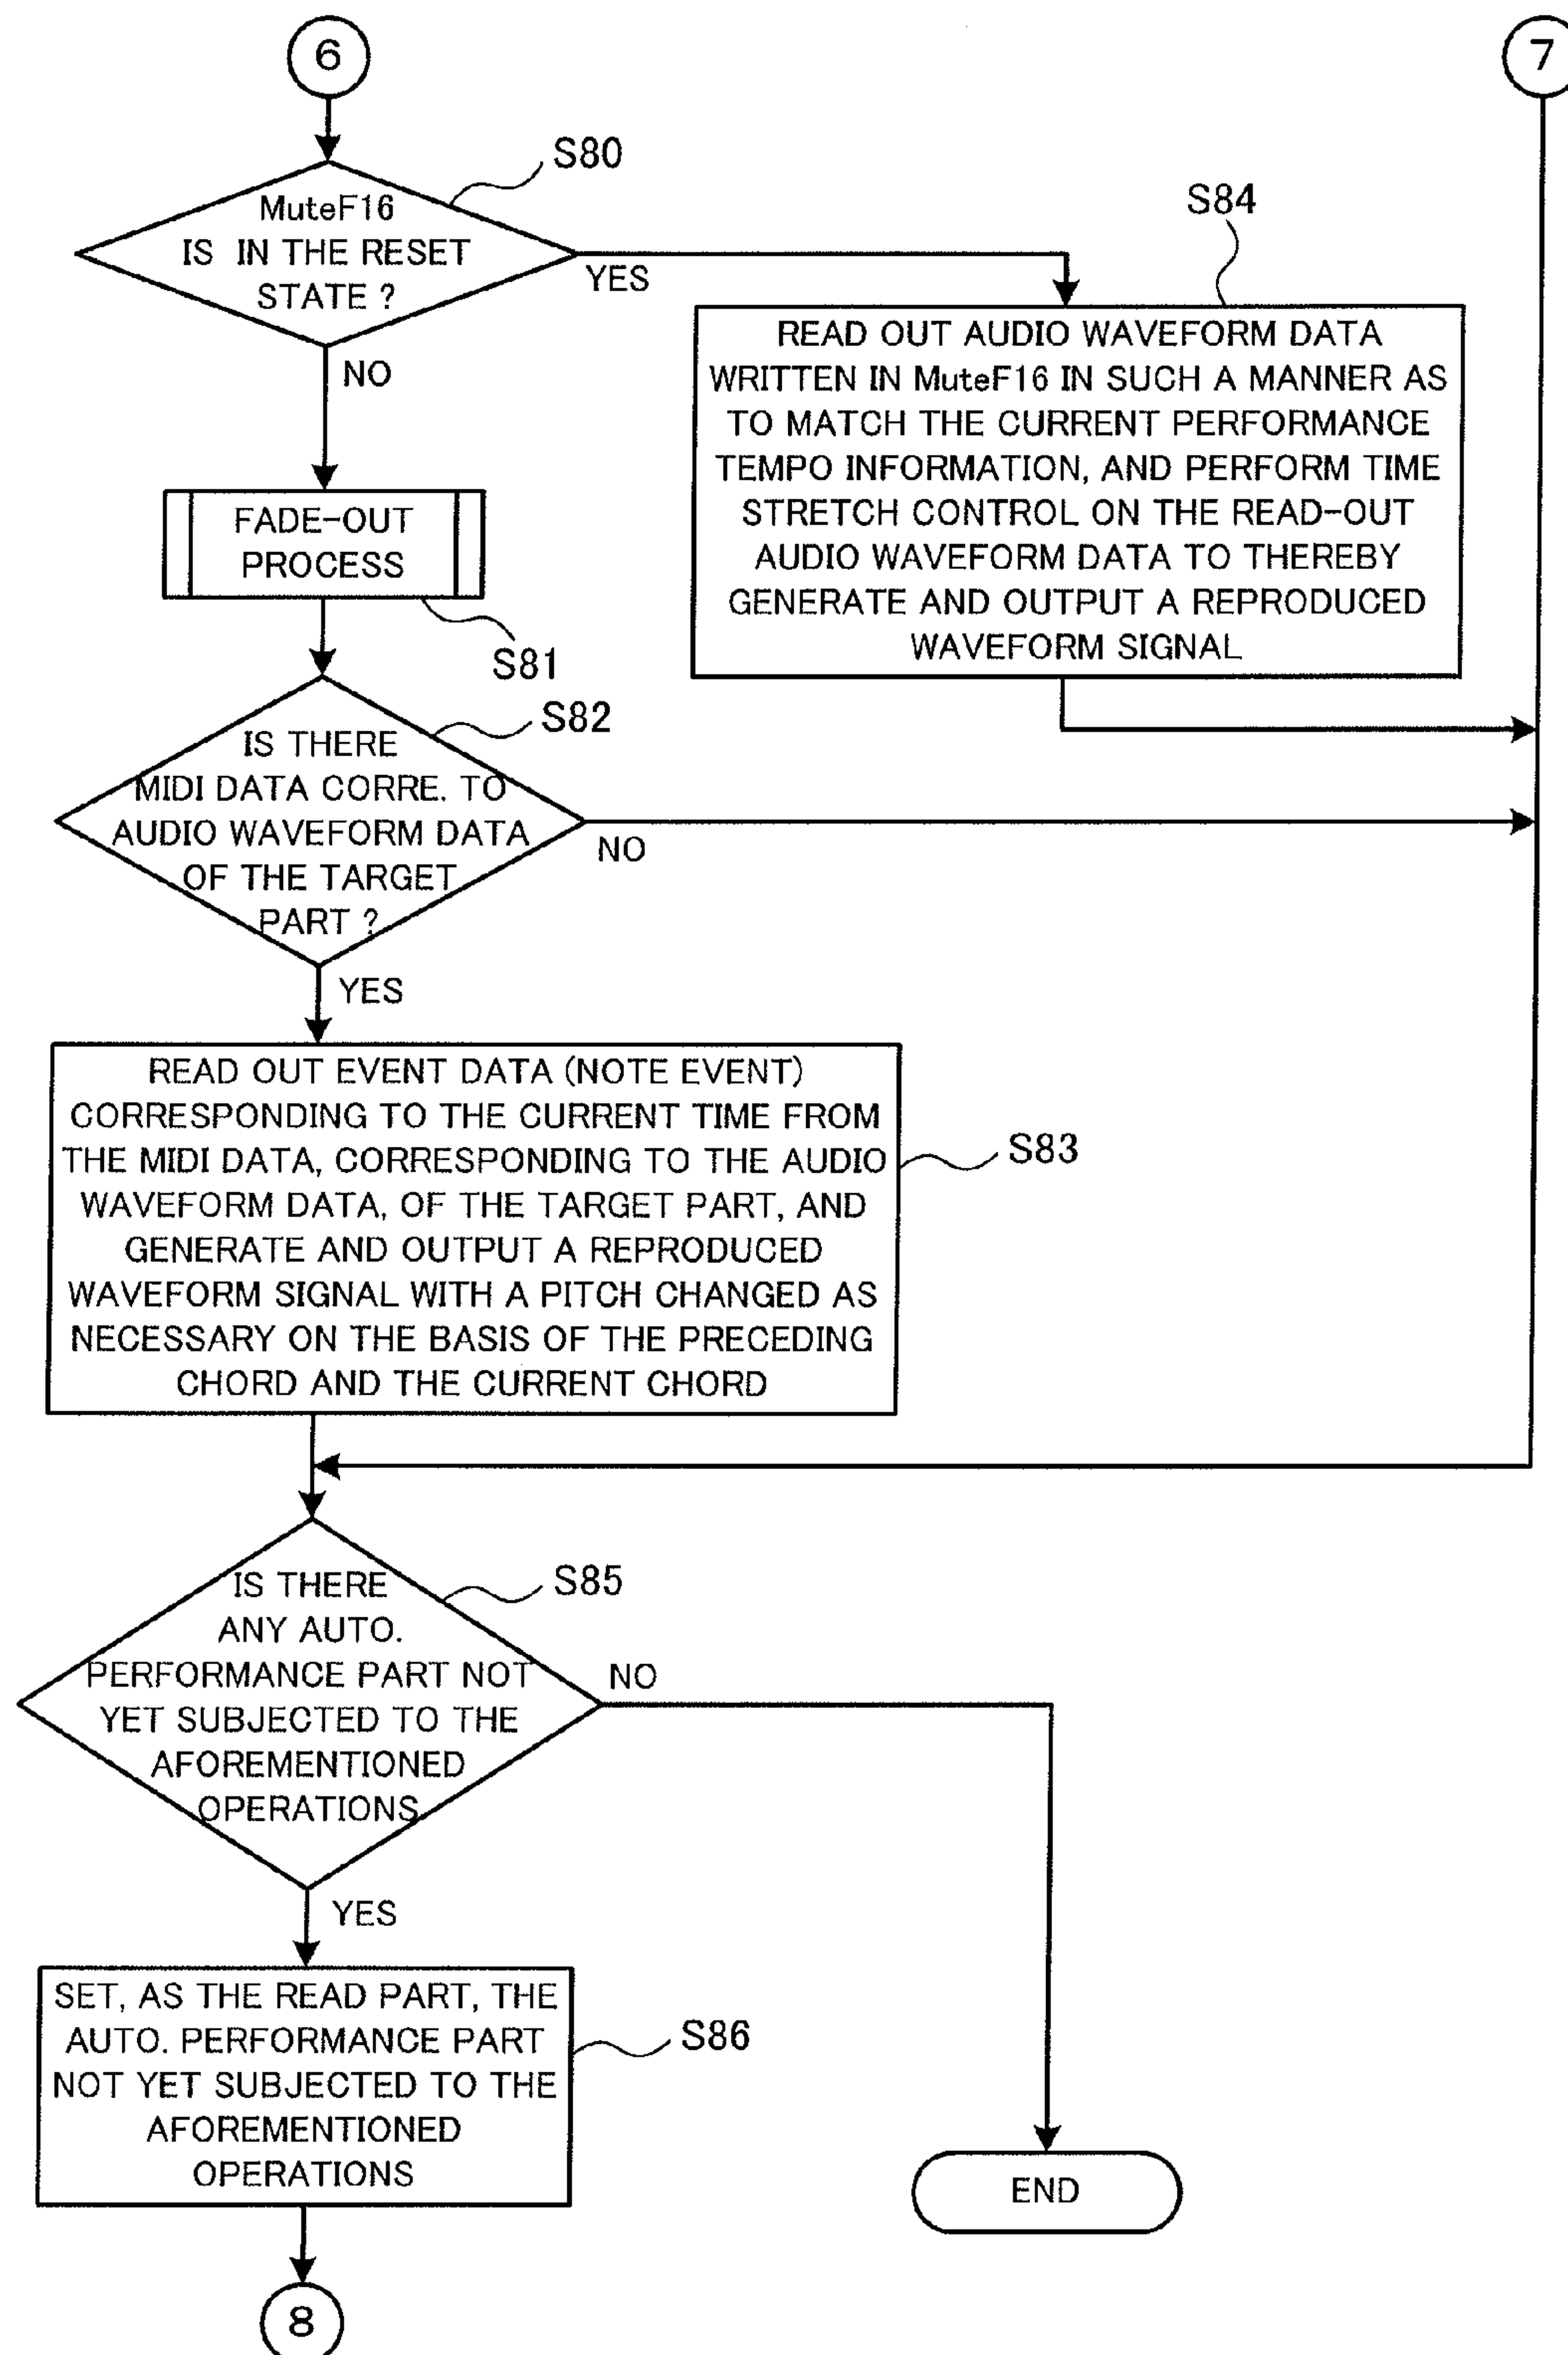 6
7
S80
MuteF16
IS IN THE RESET
STATE ?
YES
NO
S84
READ OUT AUDIO WAVEFORM DATA
WRITTEN IN MuteF16 IN SUCH A MANNER AS
TO MATCH THE CURRENT PERFORMANCE
TEMPO INFORMATION, AND PERFORM TIME
STRETCH CONTROL ON THE READ-OUT
AUDIO WAVEFORM DATA TO THEREBY
GENERATE AND OUTPUT A REPRODUCED
WAVEFORM SIGNAL
FADE-OUT
PROCESS
S81
S82
IS THERE
MIDI DATA CORRE. TO
AUDIO WAVEFORM DATA
OF THE TARGET
PART ?
NO
YES
READ OUT EVENT DATA (NOTE EVENT)
CORRESPONDING TO THE CURRENT TIME FROM
THE MIDI DATA, CORRESPONDING TO THE AUDIO
WAVEFORM DATA, OF THE TARGET PART, AND
GENERATE AND OUTPUT A REPRODUCED
WAVEFORM SIGNAL WITH A PITCH CHANGED AS
NECESSARY ON THE BASIS OF THE PRECEDING
CHORD AND THE CURRENT CHORD
S83
S85
IS THERE
ANY AUTO.
PERFORMANCE PART NOT
YET SUBJECTED TO THE
AFOREMENTIONED
OPERATIONS
NO
YES
SET, AS THE READ PART, THE
AUTO. PERFORMANCE PART
NOT YET SUBJECTED TO THE
AFOREMENTIONED
OPERATIONS
S86
END
8